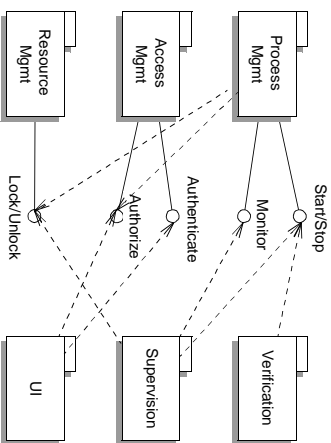 Process
Mgmt
Access
Mgmt
Resource
Mgmt
Start/Stop
Monitor
Authenticate
Authorize
Lock/Unlock
Verification
Supervision
UI